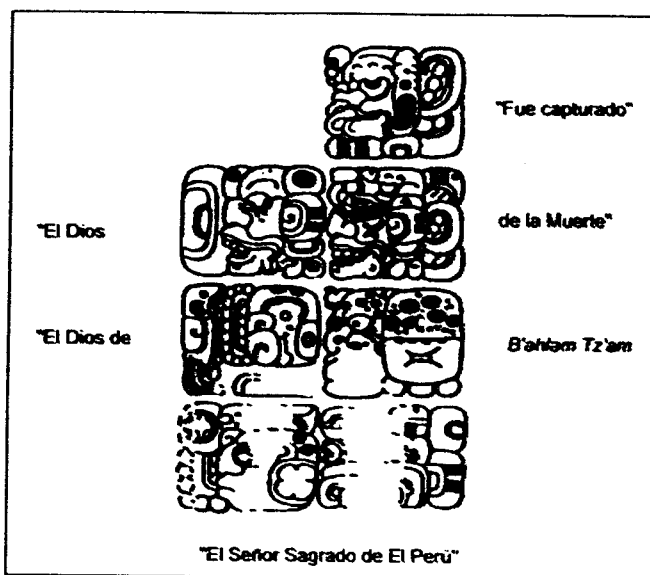 "Fue capturado"
"El Dios de la Muerte"
"El Dios de B'ahlam Tz'am
"El Señor Sagrado de El Perú"